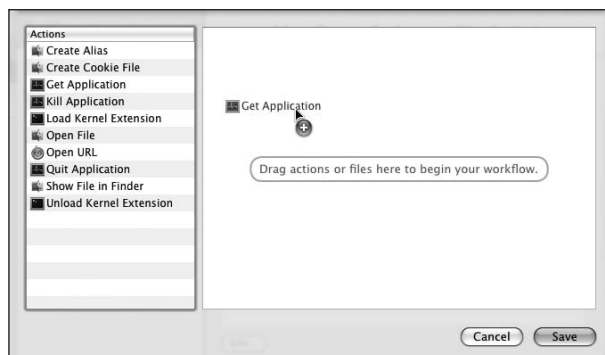 Actions
Create Alias
Create Cookie File
Get Application
Kill Application
Load Kernel Extension
Open File
Open URL
Quit Application
Show File in Finder
Unload Kernel Extension
Get Application
Drag actions or files here to begin your workflow.
Cancel
Save